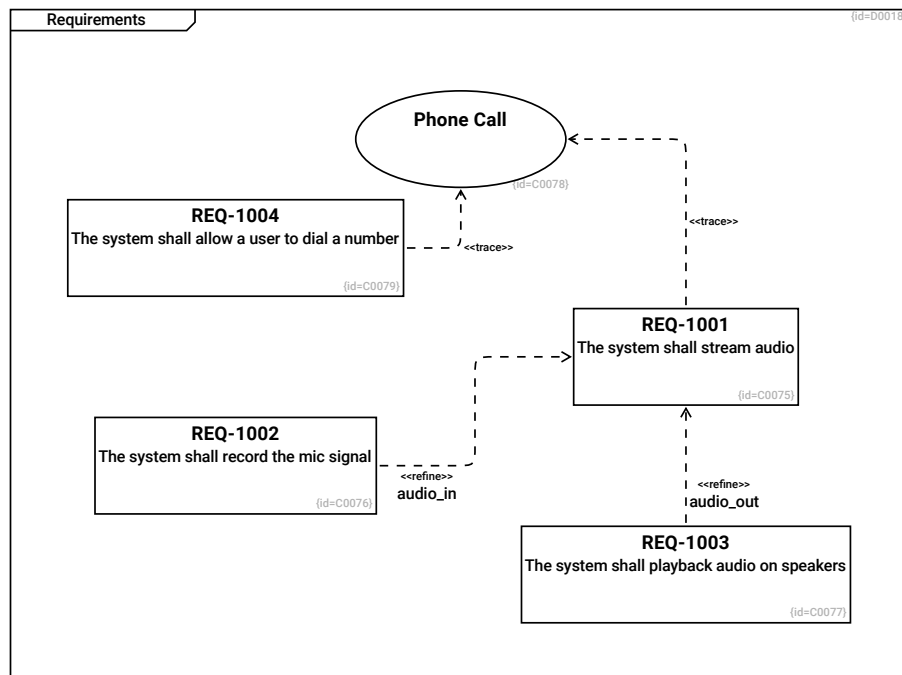 Requirements
{id=D0018
Phone Call
{id=C0078}
REQ-1004
The system shall allow a user to dial a number
{id=C0079}
<<trace>>
<<trace>>
REQ-1001
The system shall stream audio
{id=C0075}
REQ-1002
The system shall record the mic signal
{id=C0076}
<<refine>>
audio_in
<<refine>>
audio_out
REQ-1003
The system shall playback audio on speakers
{id=C0077}